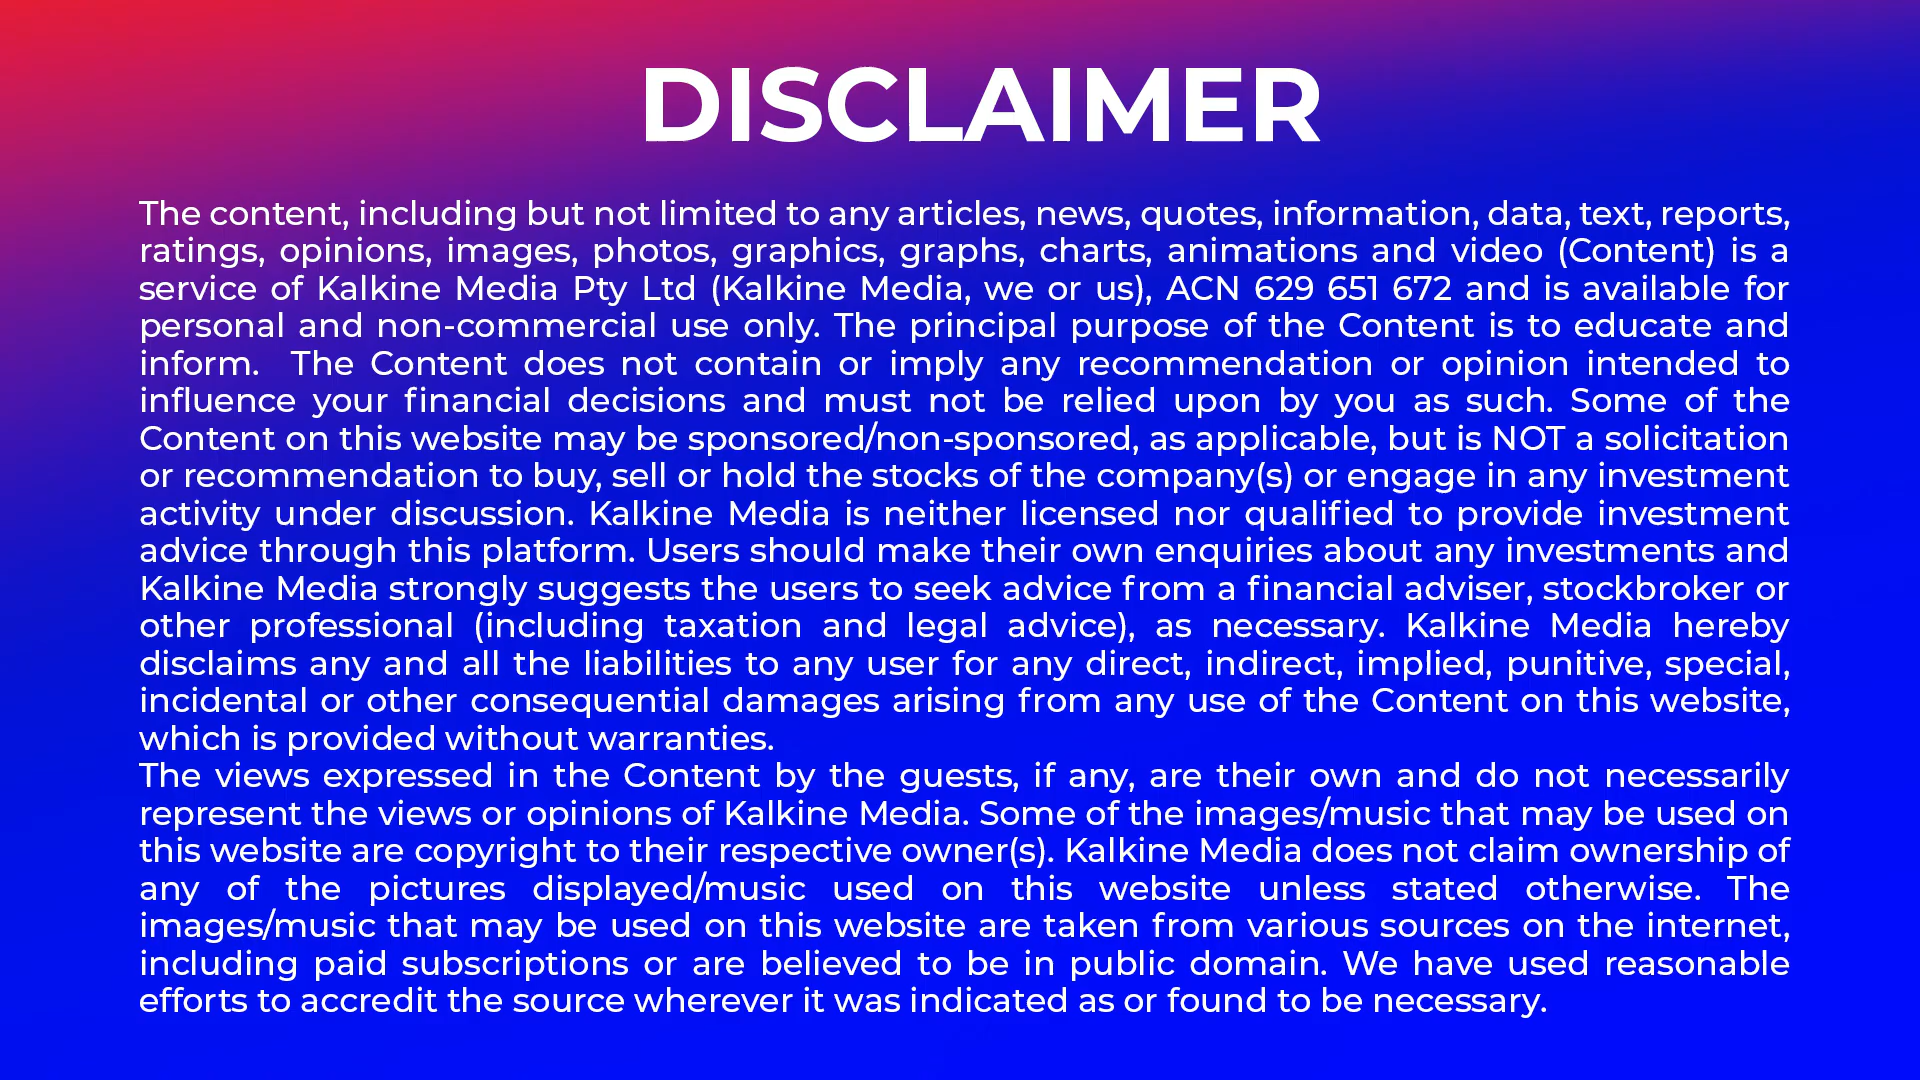 DISCLAIMER
The content, including but not limited to any articles, news, quotes, information, data, text, reports,
ratings, opinions, images, photos, graphics, graphs, charts, animations and video (Content) is a
service of Kalkine Media Pty Ltd (Kalkine Media, we or us), ACN 629 651 672 and is available for
personal and non-commercial use only. The principal purpose of the Content is to educate and
inform.  The Content does not contain or imply any recommendation or opinion intended to
influence your financial decisions and must not be relied upon by you as such. Some of the
Content on this website may be sponsored/non-sponsored, as applicable, but is NOT a solicitation
or recommendation to buy, sell or hold the stocks of the company(s) or engage in any investment
activity under discussion. Kalkine Media is neither licensed nor qualified to provide investment
advice through this platform. Users should make their own enquiries about any investments and
Kalkine Media strongly suggests the users to seek advice from a financial adviser, stockbroker or
other professional (including taxation and legal advice), as necessary. Kalkine Media hereby
disclaims any and all the liabilities to any user for any direct, indirect, implied, punitive, special,
incidental or other consequential damages arising from any use of the Content on this website,
which is provided without warranties.
The views expressed in the Content by the guests, if any, are their own and do not necessarily
represent the views or opinions of Kalkine Media. Some of the images/music that may be used on
this website are copyright to their respective owner(s). Kalkine Media does not claim ownership of
any of the pictures displayed/music used on this website unless stated otherwise. The
images/music that may be used on this website are taken from various sources on the internet,
including paid subscriptions or are believed to be in public domain. We have used reasonable
efforts to accredit the source wherever it was indicated as or found to be necessary.